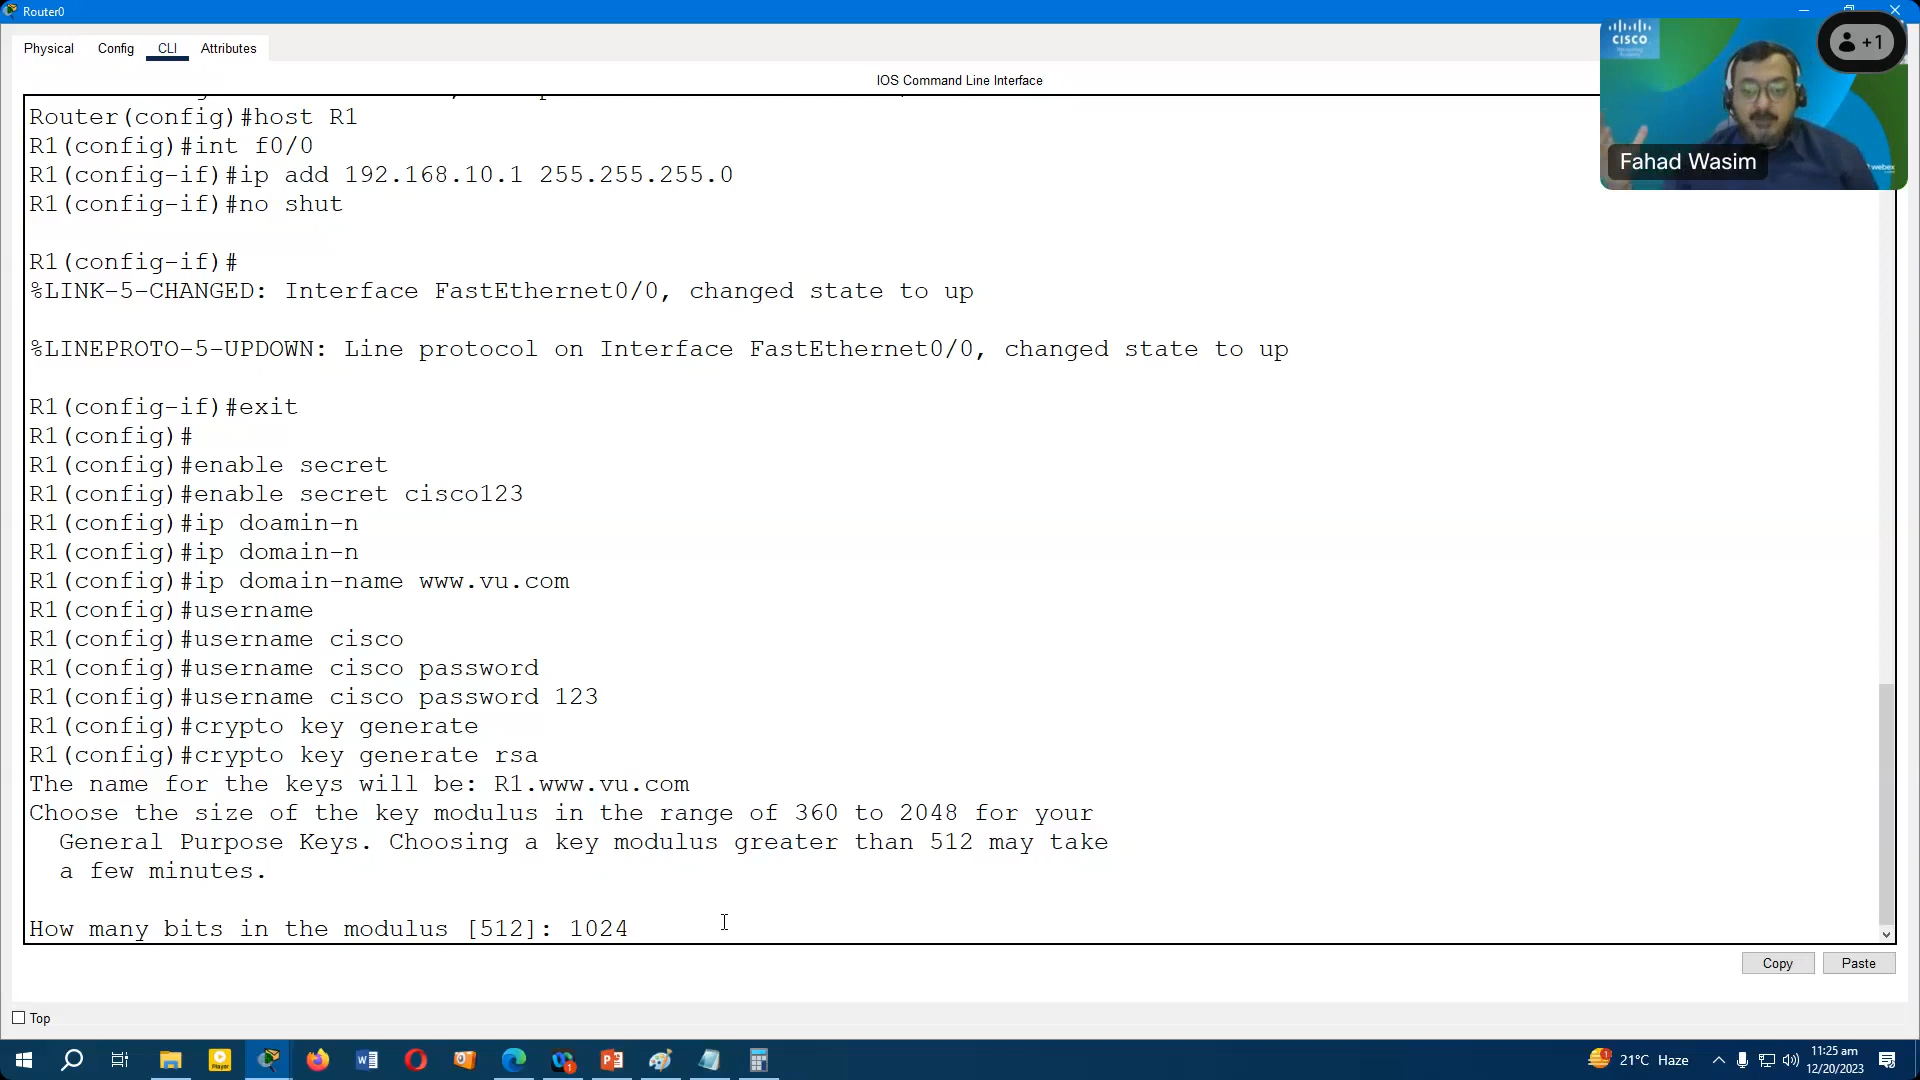 Router0
Physical Config CLI Attributes
IOS Command Line Interface
CISCO
+1
Fahad Wasim
webex
Router(config)#host R1
R1(config)#int f0/0
R1(config-if)#ip add 192.168.10.1 255.255.255.0
R1(config-if)#no shut
R1(config-if)#
%LINK-5-CHANGED: Interface FastEthernet0/0, changed state to up
%LINEPROTO-5-UPDOWN: Line protocol on Interface FastEthernet0/0, changed state to up
R1(config-if)#exit
R1(config)#
R1(config)#enable secret
R1(config)#enable secret cisco123
R1(config)#ip doamin-n
R1(config)#ip domain-n
R1(config)#ip domain-name www.vu.com
R1(config)#username
R1(config)#username cisco
R1(config)#username cisco password
R1(config)#username cisco password 123
R1(config)#crypto key generate
R1(config)#crypto key generate rsa
The name for the keys will be: R1.www.vu.com
Choose the size of the key modulus in the range of 360 to 2048 for your
General Purpose Keys. Choosing a key modulus greater than 512 may take
a few minutes.
How many bits in the modulus [512]: 1024
Copy Paste
Top
21°C Haze
11:25 am
12/20/2023